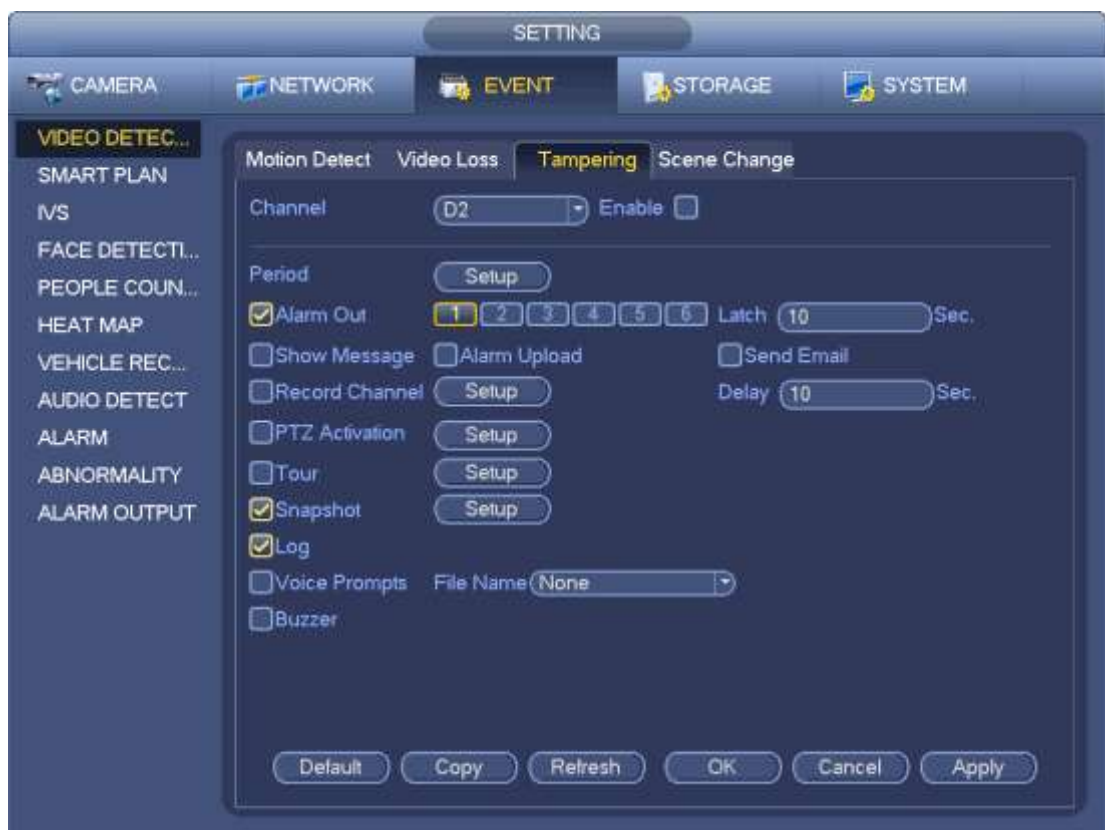 SETTING
CAMERA NETWORK EVENT STORAGE SYSTEM
VIDEO DETEC...
SMART PLAN
IVS
FACE DETECTI...
PEOPLE COUN...
HEAT MAP
VEHICLE REC...
AUDIO DETECT
ALARM
ABNORMALITY
ALARM OUTPUT
Motion Detect Video Loss Tampering Scene Change
Channel D2 Enable
Period Setup
Alarm Out 1 2 3 4 5 6 Latch 10 Sec.
Show Message Alarm Upload Send Email
Record Channel Setup Delay 10 Sec.
PTZ Activation Setup
Tour Setup
Snapshot Setup
Log
Voice Prompts File Name None
Buzzer
Default Copy Refresh OK Cancel Apply